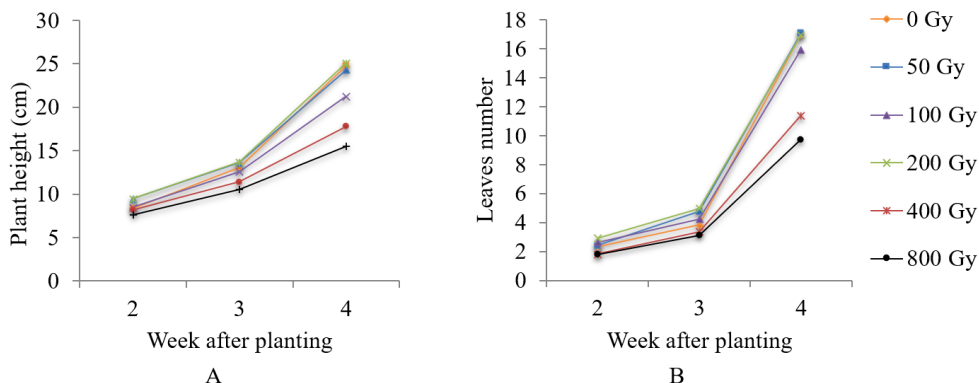 Plant height (cm)
30
25
20
15
10
5
0
2 3 4
Week after planting
A
Leaves number
18
16
14
12
10
8
6
4
2
0
2 3 4
Week after planting
B
0 Gy
50 Gy
100 Gy
200 Gy
400 Gy
800 Gy